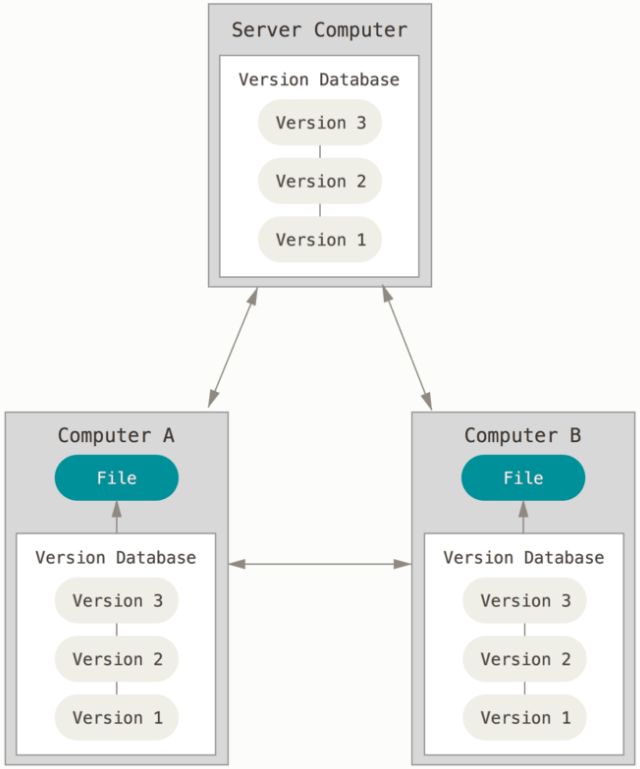 Server Computer
Version Database
Version 3
Version 2
Version 1
Computer A
File
Version Database
Version 3
Version 2
Version 1
Computer B
File
Version Database
Version 3
Version 2
Version 1